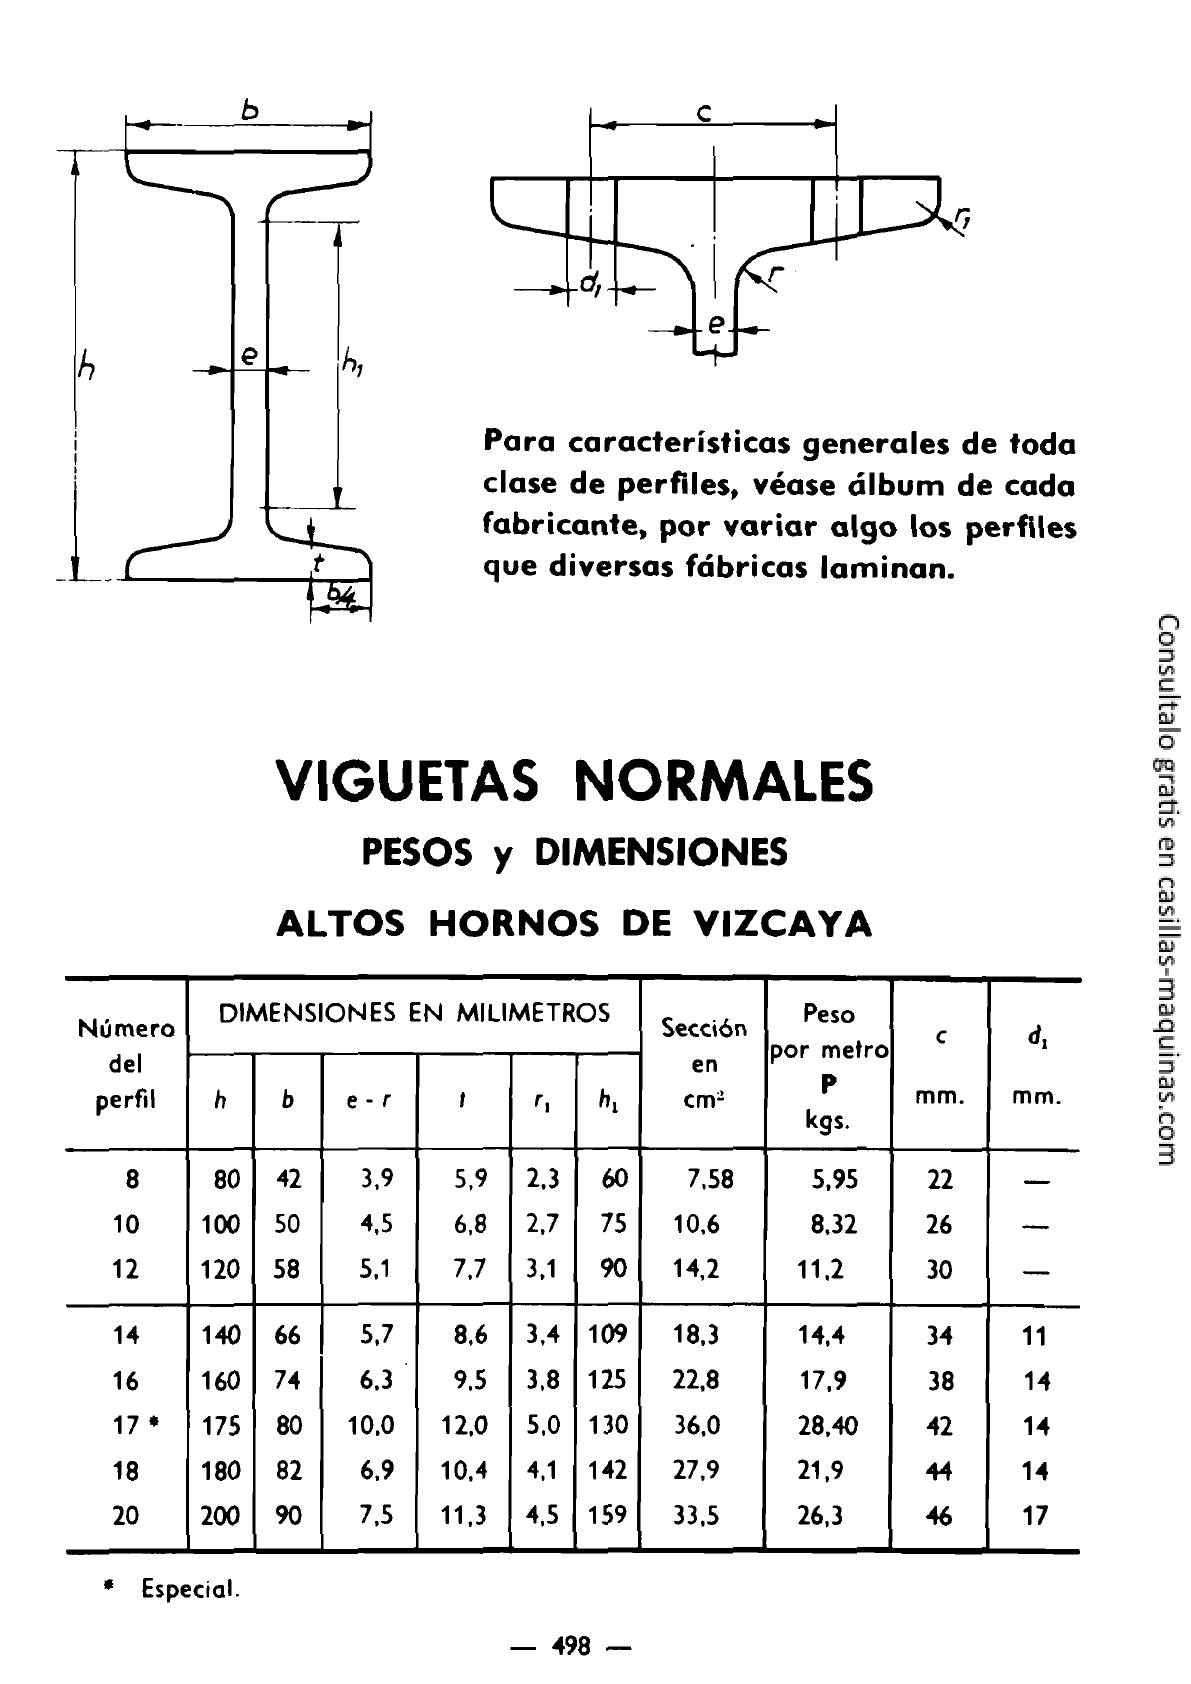 b
h
e
h₁
t
b/4
c
d₁
e
r
r₁
Para características generales de toda
clase de perfiles, véase álbum de cada
fabricante, por variar algo los perfiles
que diversas fábricas laminan.
VIGUETAS NORMALES
PESOS y DIMENSIONES
ALTOS HORNOS DE VIZCAYA
Número del perfil | DIMENSIONES EN MILIMETROS | Sección en cm² | Peso por metro P kgs. | c mm. | d₁ mm.
h | b | e - r | t | r₁ | h₁
8 | 80 | 42 | 3,9 | 5,9 | 2,3 | 60 | 7,58 | 5,95 | 22 | —
10 | 100 | 50 | 4,5 | 6,8 | 2,7 | 75 | 10,6 | 8,32 | 26 | —
12 | 120 | 58 | 5,1 | 7,7 | 3,1 | 90 | 14,2 | 11,2 | 30 | —
14 | 140 | 66 | 5,7 | 8,6 | 3,4 | 109 | 18,3 | 14,4 | 34 | 11
16 | 160 | 74 | 6,3 | 9,5 | 3,8 | 125 | 22,8 | 17,9 | 38 | 14
17 * | 175 | 80 | 10,0 | 12,0 | 5,0 | 130 | 36,0 | 28,40 | 42 | 14
18 | 180 | 82 | 6,9 | 10,4 | 4,1 | 142 | 27,9 | 21,9 | 44 | 14
20 | 200 | 90 | 7,5 | 11,3 | 4,5 | 159 | 33,5 | 26,3 | 46 | 17
* Especial.
— 498 —
Consultalo gratis en casillas-maquinas.com